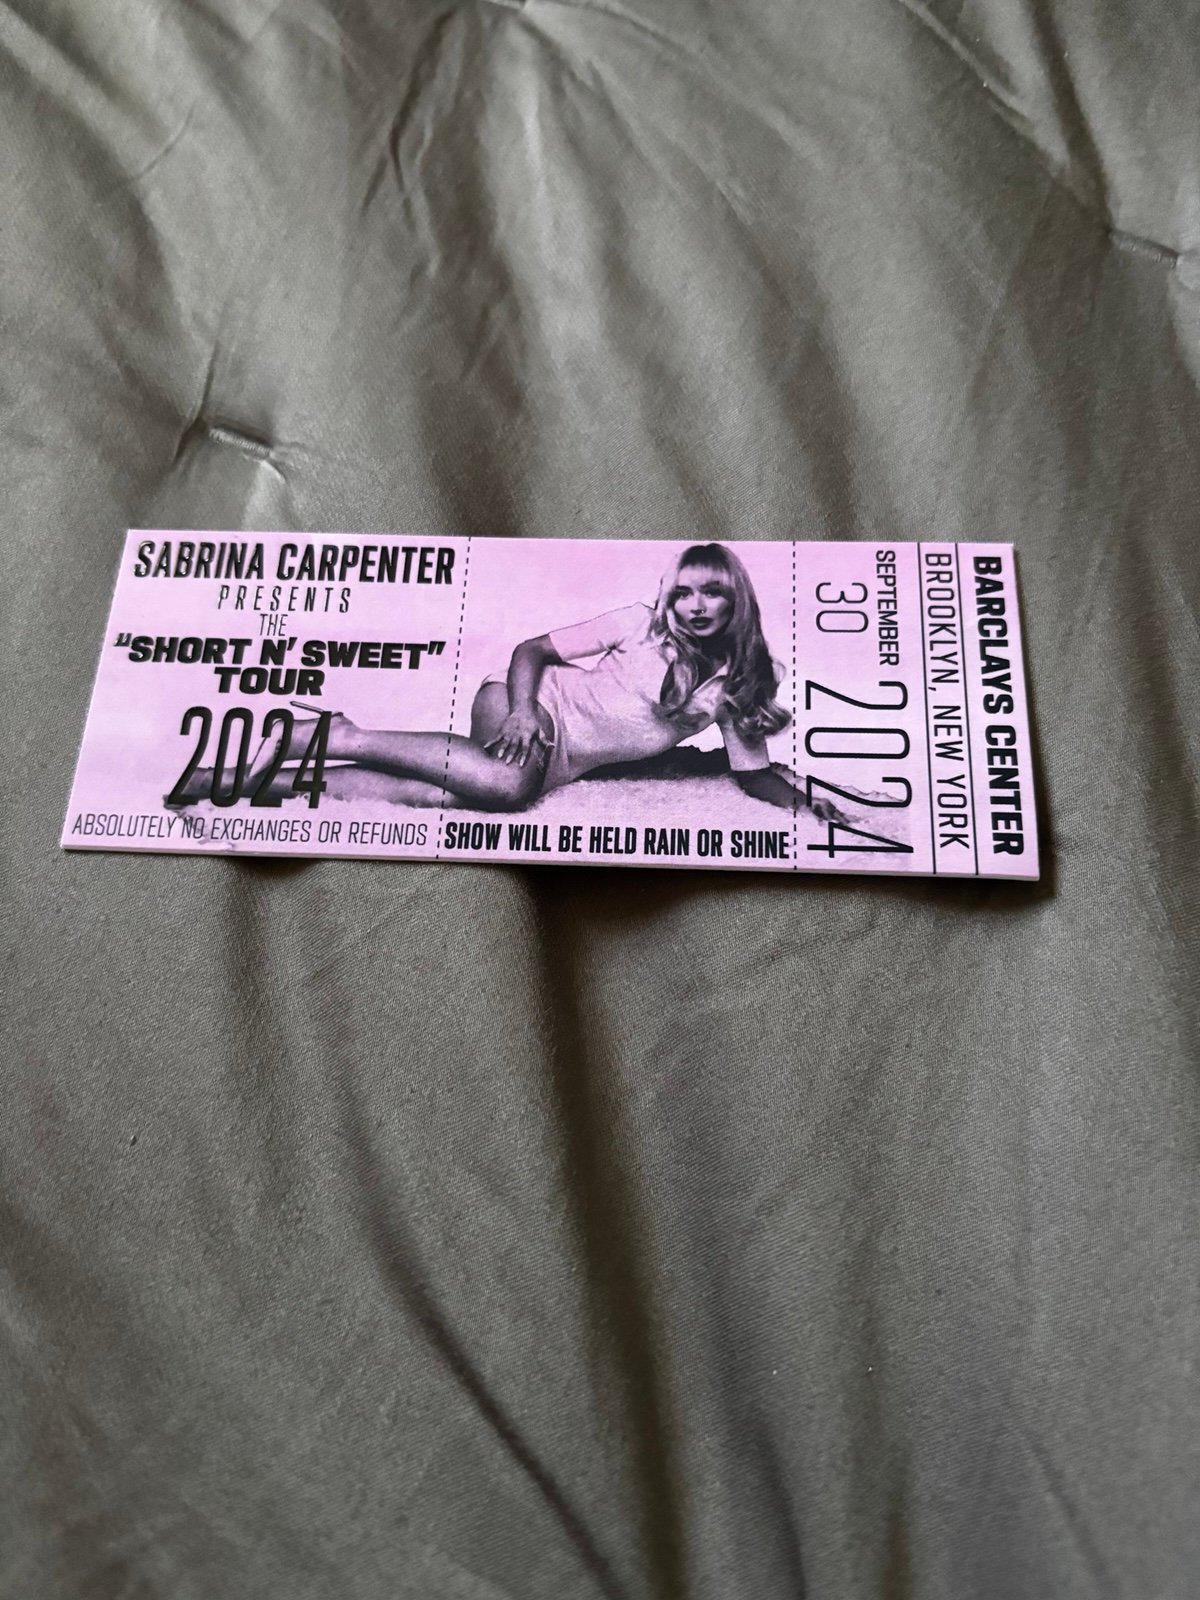 SABRINA CARPENTER
PRESENTS
THE
"SHORT N' SWEET"
TOUR
2024
ABSOLUTELY NO EXCHANGES OR REFUNDS
SHOW WILL BE HELD RAIN OR SHINE
SEPTEMBER
30
2024
BROOKLYN, NEW YORK
BARCLAYS CENTER